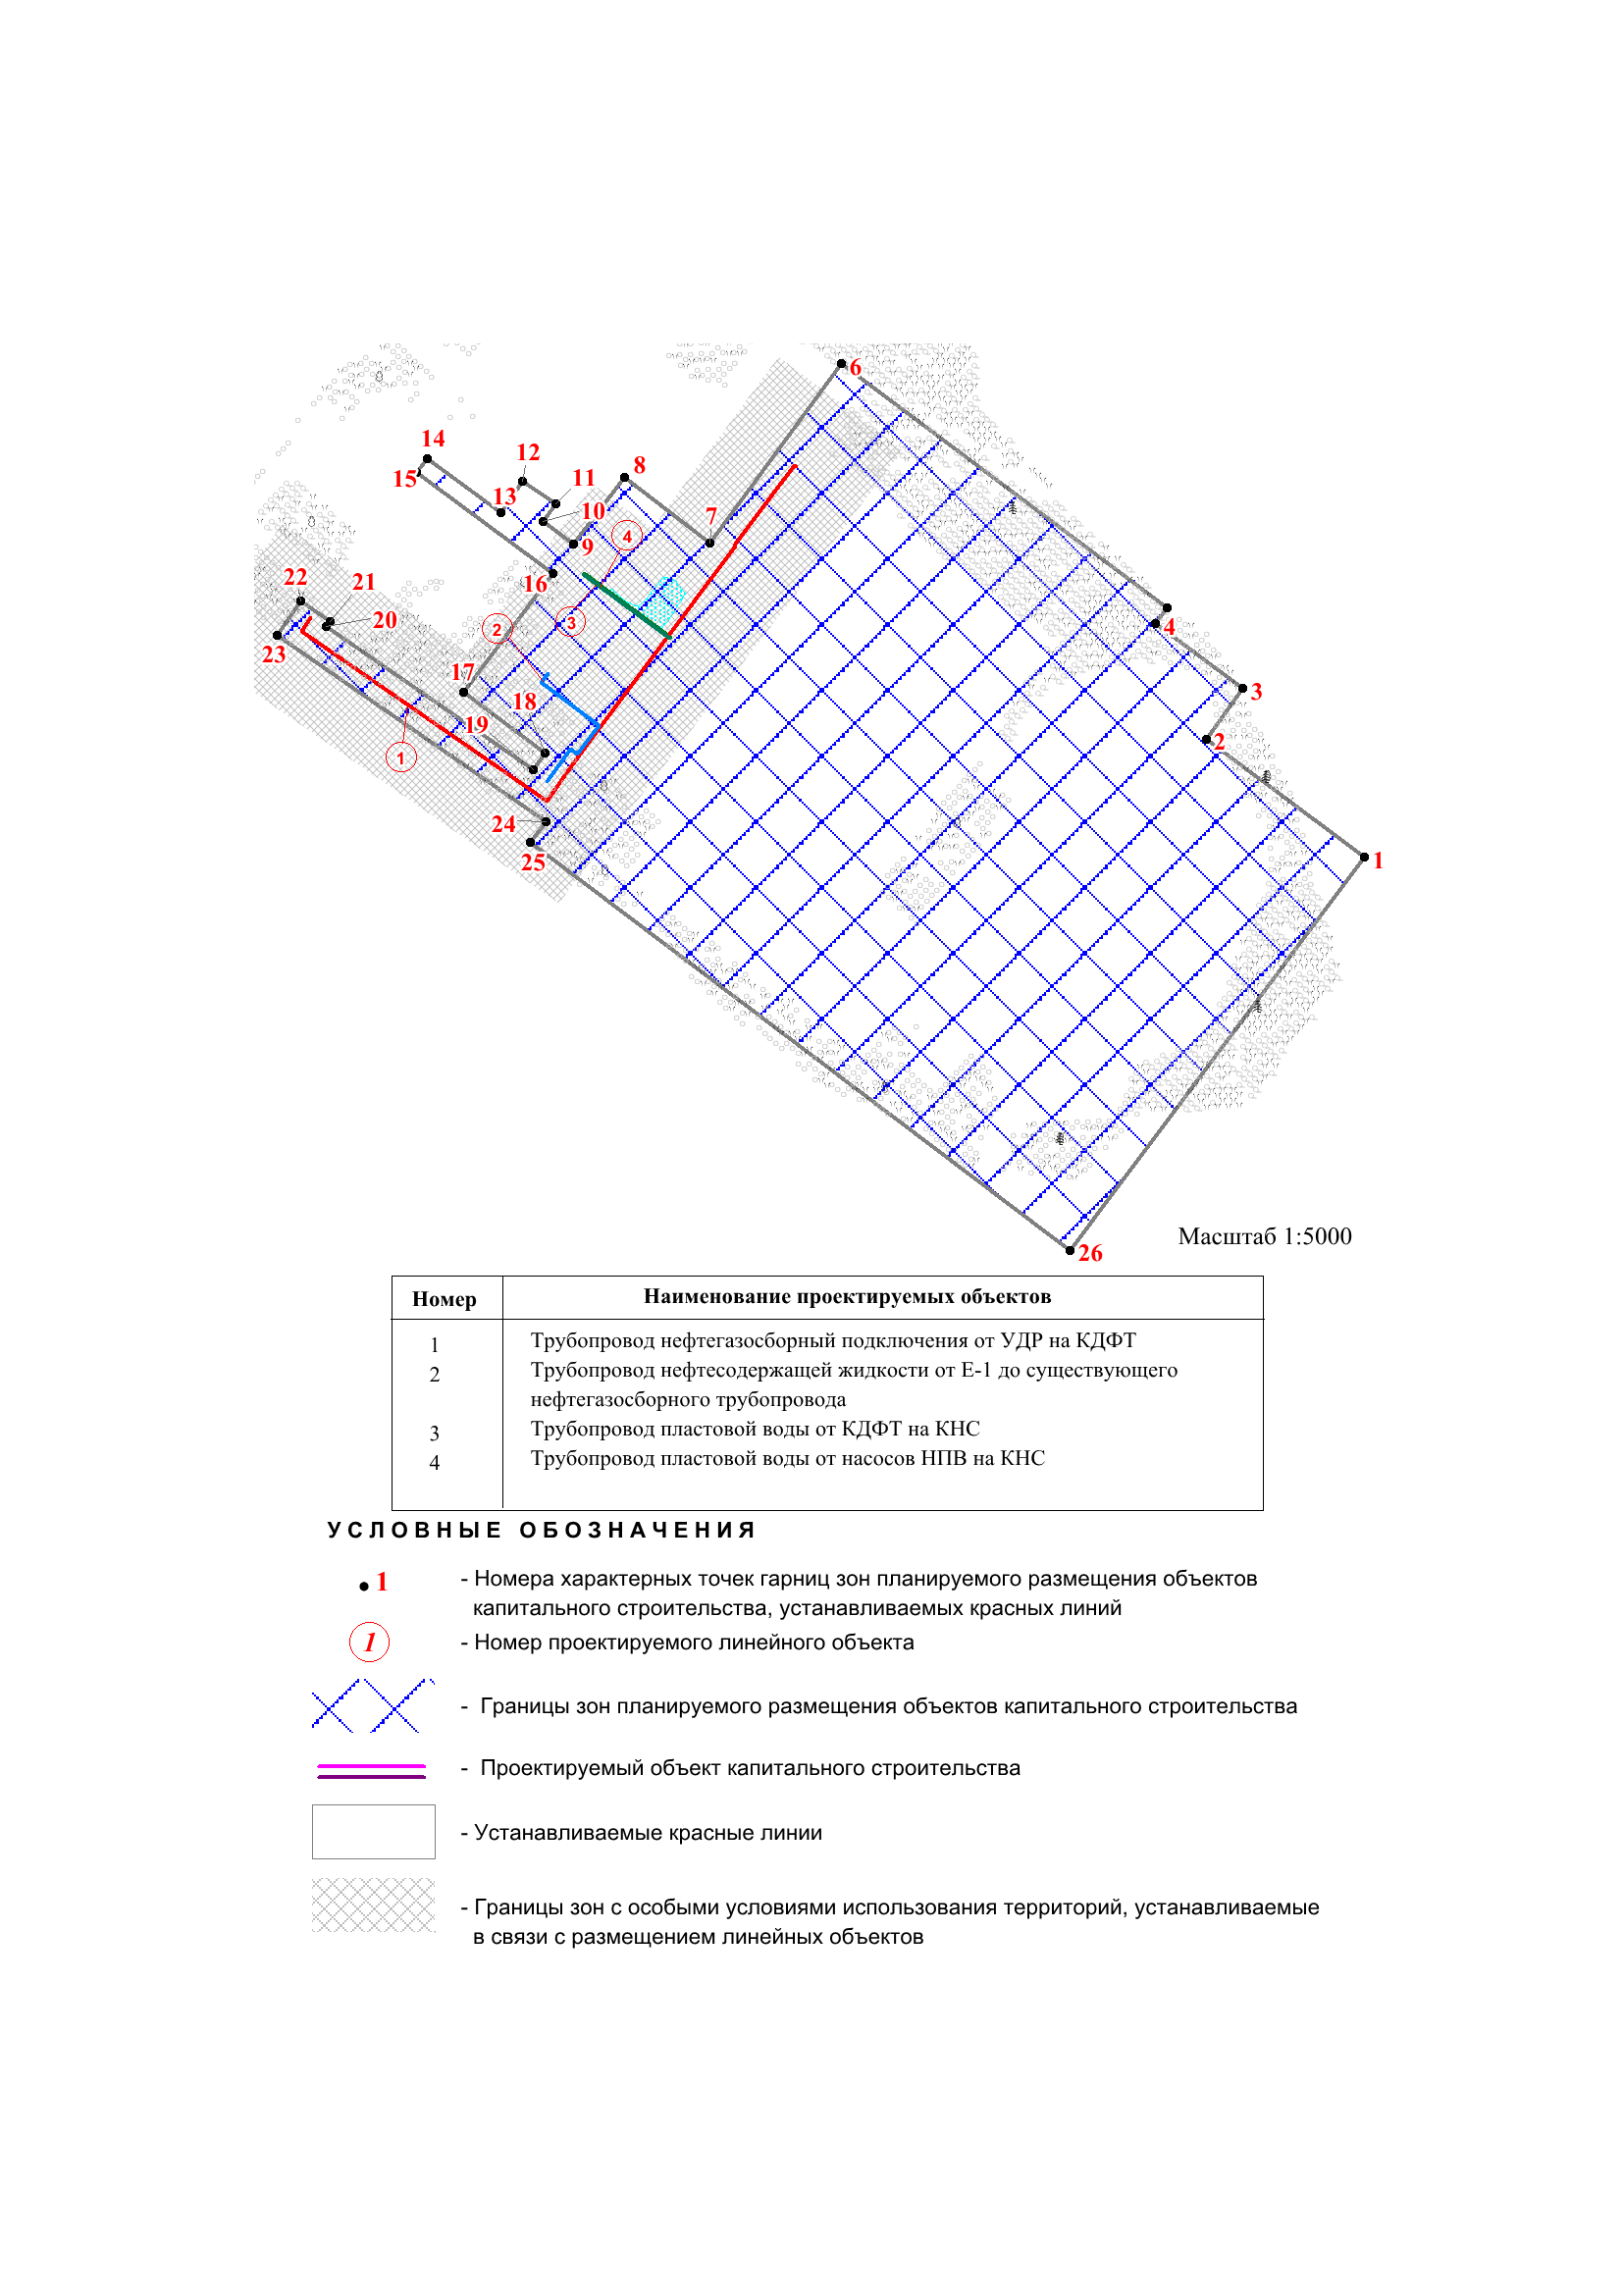 6
14
12
8
15
13
11
10
7
4
9
16
22
21
20
3
2
4
23
17
3
18
19
2
1
24
25
1
26
Масштаб 1:5000
Номер Наименование проектируемых объектов
1 Трубопровод нефтегазосборный подключения от УДР на КДФТ
2 Трубопровод нефтесодержащей жидкости от Е-1 до существующего
нефтегазосборного трубопровода
3 Трубопровод пластовой воды от КДФТ на КНС
4 Трубопровод пластовой воды от насосов НПВ на КНС
УСЛОВНЫЕ ОБОЗНАЧЕНИЯ
1 - Номера характерных точек гарниц зон планируемого размещения объектов
капитального строительства, устанавливаемых красных линий
1 - Номер проектируемого линейного объекта
- Границы зон планируемого размещения объектов капитального строительства
- Проектируемый объект капитального строительства
- Устанавливаемые красные линии
- Границы зон с особыми условиями использования территорий, устанавливаемые
в связи с размещением линейных объектов